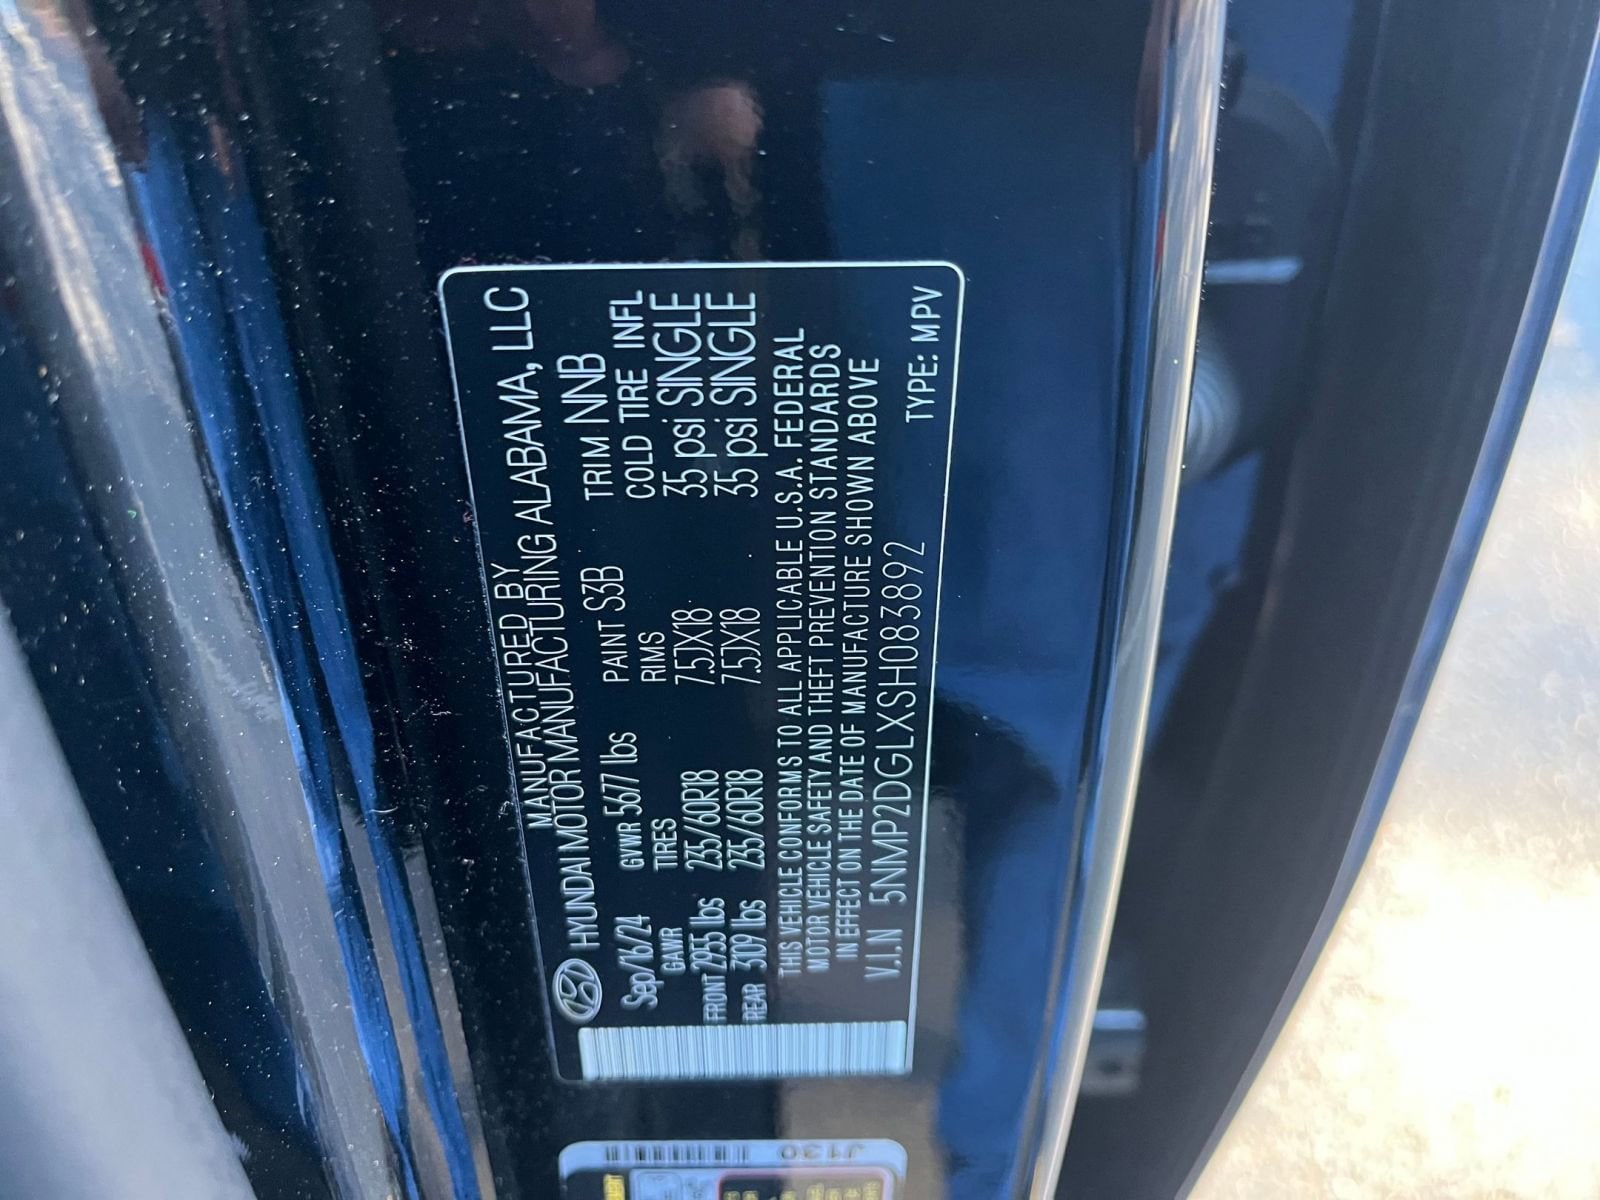 MANUFACTURED BY
HYUNDAI MOTOR MANUFACTURING ALABAMA, LLC
Sep/16/24 GVWR 5677 lbs PAINT S3B TRIM NNB
GAWR TIRES RIMS COLD TIRE INFL
FRONT 2955 lbs 235/60R18 7.5JX18 35 psi SINGLE
REAR 3109 lbs 235/60R18 7.5JX18 35 psi SINGLE
THIS VEHICLE CONFORMS TO ALL APPLICABLE U.S.A. FEDERAL
MOTOR VEHICLE SAFETY AND THEFT PREVENTION STANDARDS
IN EFFECT ON THE DATE OF MANUFACTURE SHOWN ABOVE
V.I.N 5NMP2DGLXSH083892
TYPE: MPV
J120